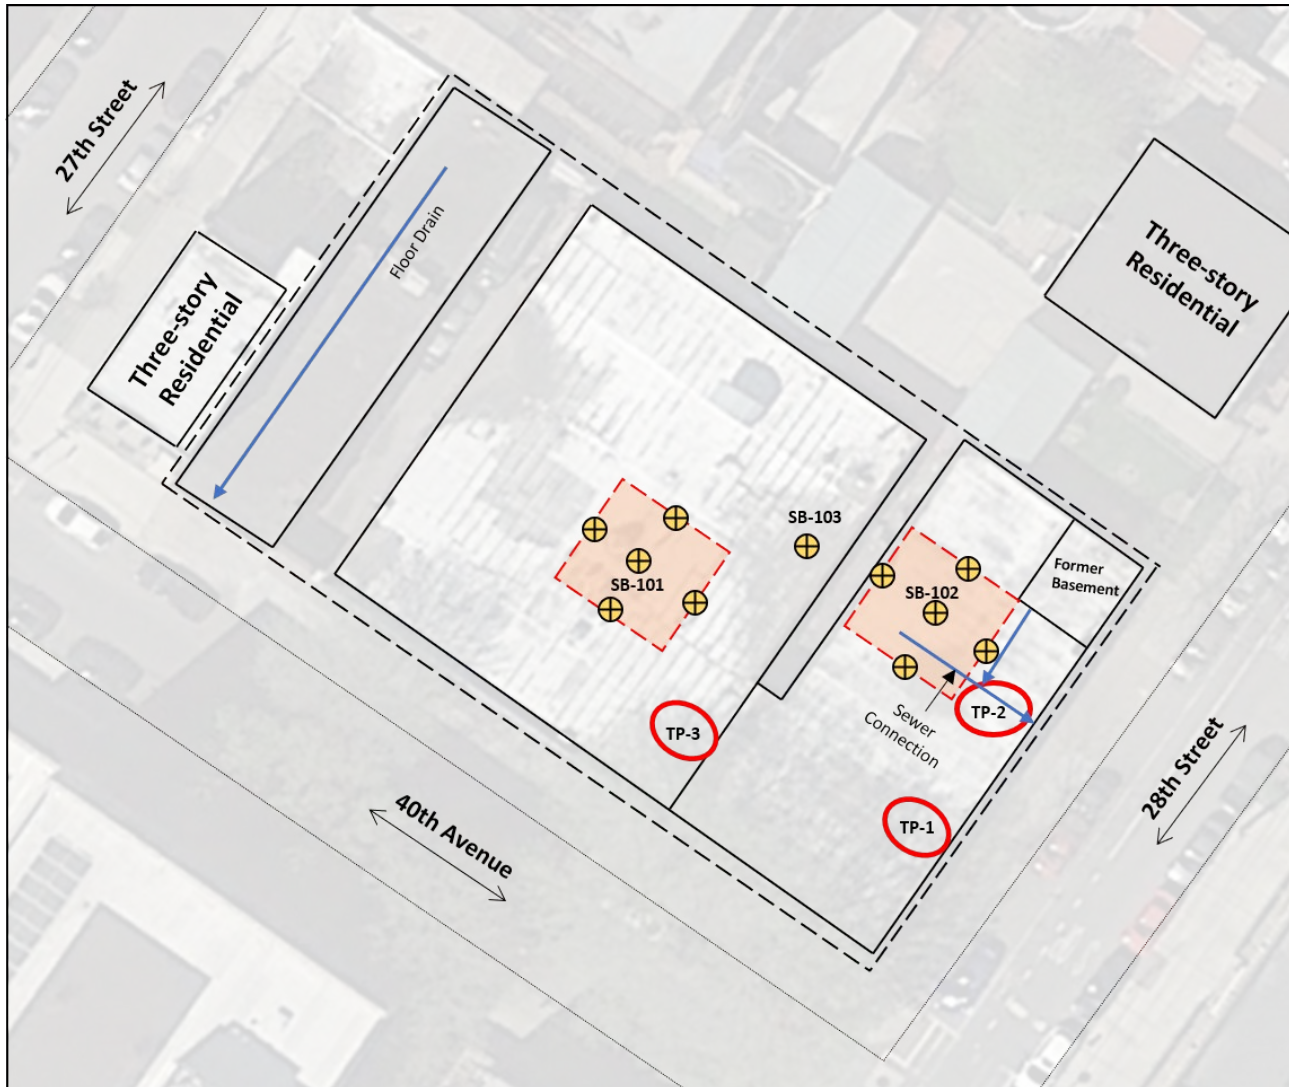 27th Street
Floor Drain
Three-story
Residential
Three-story
Residential
SB-103
SB-101
SB-102
Former
Basement
Sewer
Connection
TP-2
TP-3
TP-1
40th Avenue
28th Street